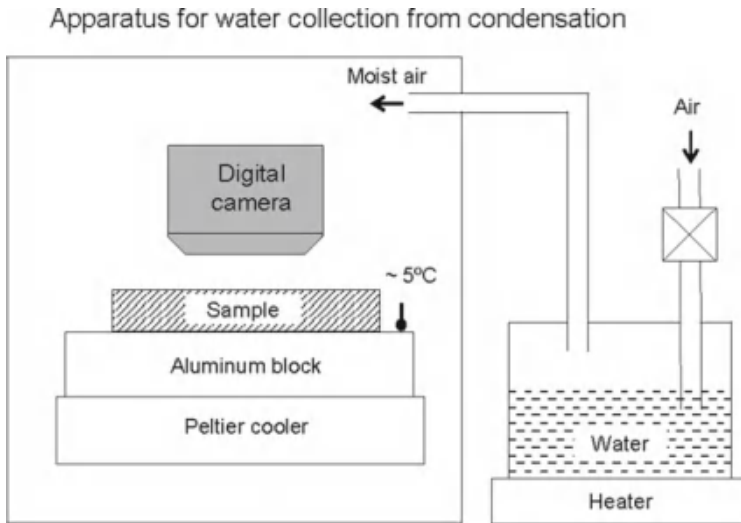 Apparatus for water collection from condensation
Moist air
Air
Digital
camera
~ 5ºC
Sample
Aluminum block
Peltier cooler
Water
Heater